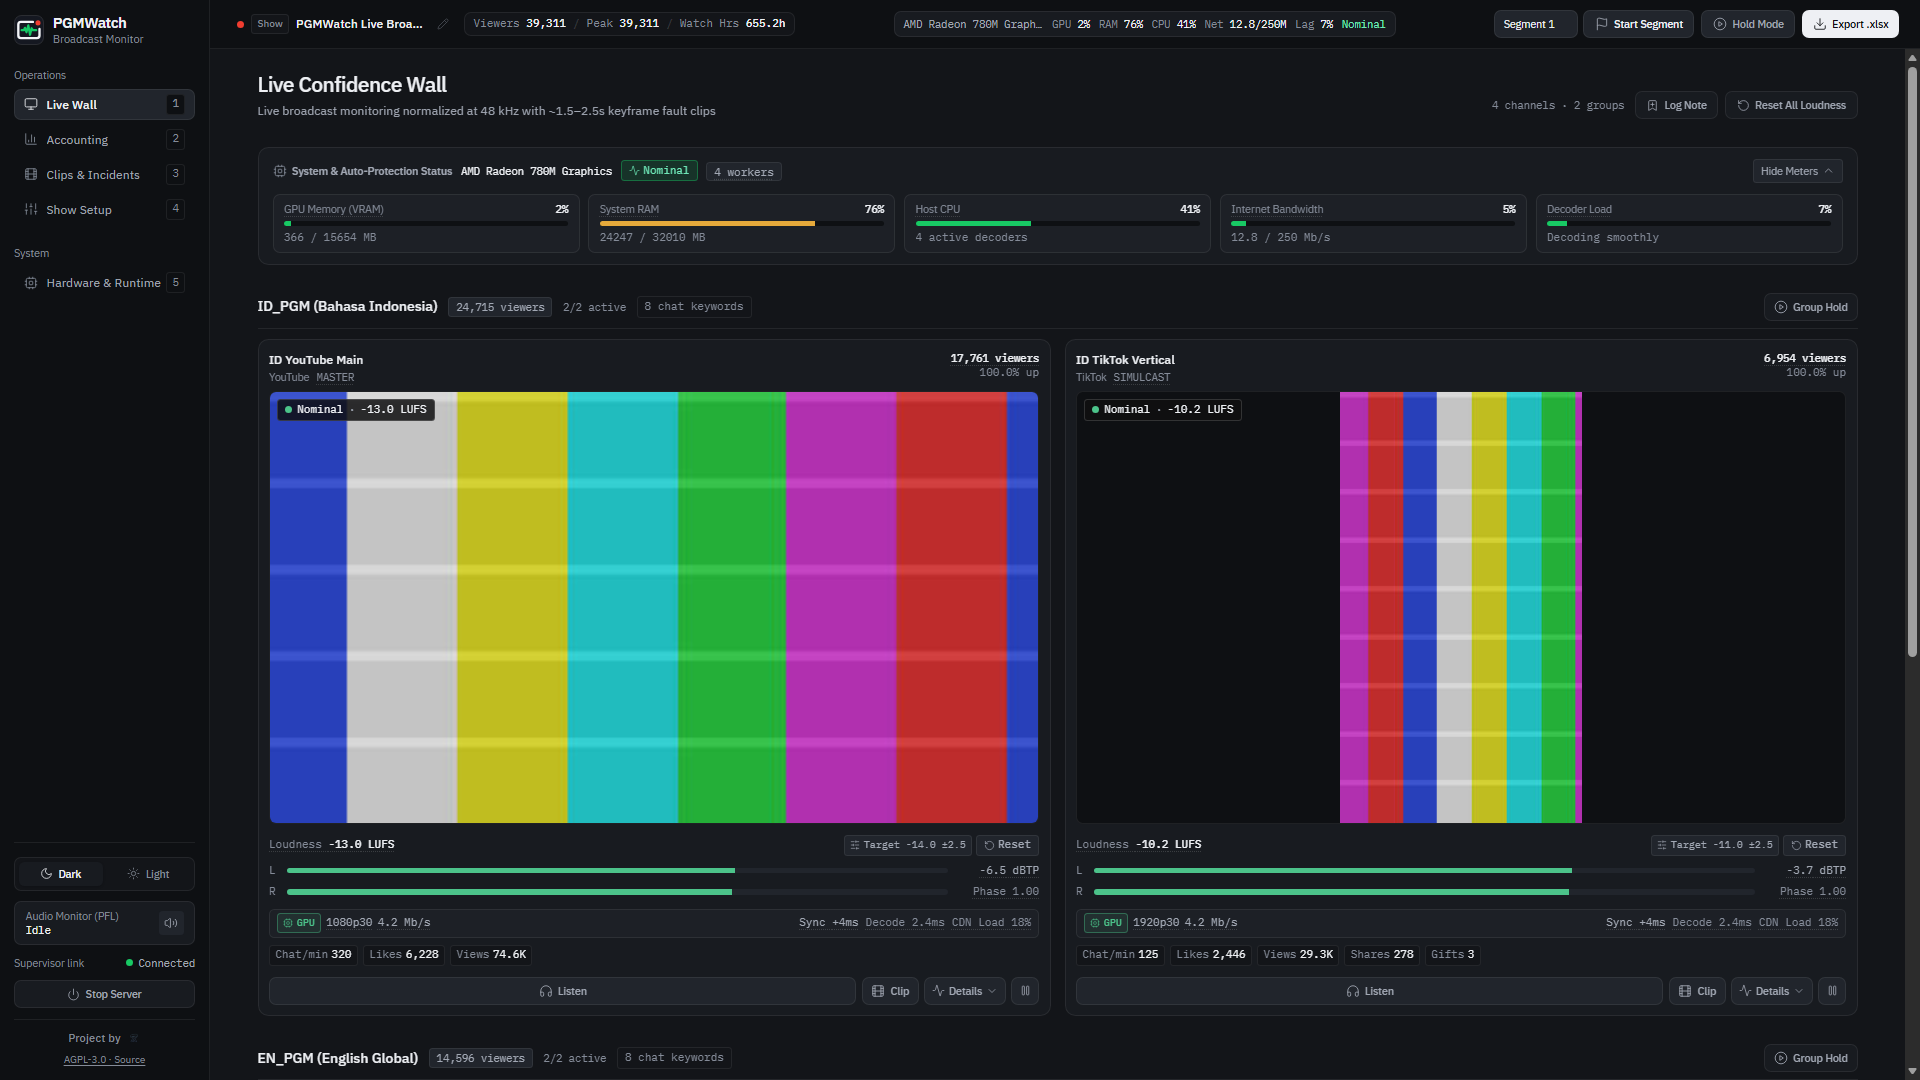 PGMWatch
Broadcast Monitor
Operations
Live Wall 1
Accounting 2
Clips & Incidents 3
Show Setup 4
System
Hardware & Runtime 5
Dark Light
Audio Monitor (PFL)
Idle
Supervisor link Connected
Stop Server
Project by
AGPL-3.0 · Source
Show PGMWatch Live Broa... Viewers 39,311 / Peak 39,311 / Watch Hrs 655.2h
AMD Radeon 780M Graph… GPU 2% RAM 76% CPU 41% Net 12.8/250M Lag 7% Nominal
Segment 1 Start Segment Hold Mode Export .xlsx
Live Confidence Wall
Live broadcast monitoring normalized at 48 kHz with ~1.5–2.5s keyframe fault clips
4 channels · 2 groups Log Note Reset All Loudness
System & Auto-Protection Status AMD Radeon 780M Graphics Nominal 4 workers Hide Meters
GPU Memory (VRAM) 2%
366 / 15654 MB
System RAM 76%
24247 / 32010 MB
Host CPU 41%
4 active decoders
Internet Bandwidth 5%
12.8 / 250 Mb/s
Decoder Load 7%
Decoding smoothly
ID_PGM (Bahasa Indonesia) 24,715 viewers 2/2 active 8 chat keywords Group Hold
ID YouTube Main 17,761 viewers
YouTube MASTER 100.0% up
Nominal · -13.0 LUFS
Loudness -13.0 LUFS Target -14.0 ±2.5 Reset
L -6.5 dBTP
R Phase 1.00
GPU 1080p30 4.2 Mb/s Sync +4ms Decode 2.4ms CDN Load 18%
Chat/min 320 Likes 6,228 Views 74.6K
Listen Clip Details
ID TikTok Vertical 6,954 viewers
TikTok SIMULCAST 100.0% up
Nominal · -10.2 LUFS
Loudness -10.2 LUFS Target -11.0 ±2.5 Reset
L -3.7 dBTP
R Phase 1.00
GPU 1920p30 4.2 Mb/s Sync +4ms Decode 2.4ms CDN Load 18%
Chat/min 125 Likes 2,446 Views 29.3K Shares 278 Gifts 3
Listen Clip Details
EN_PGM (English Global) 14,596 viewers 2/2 active 8 chat keywords Group Hold